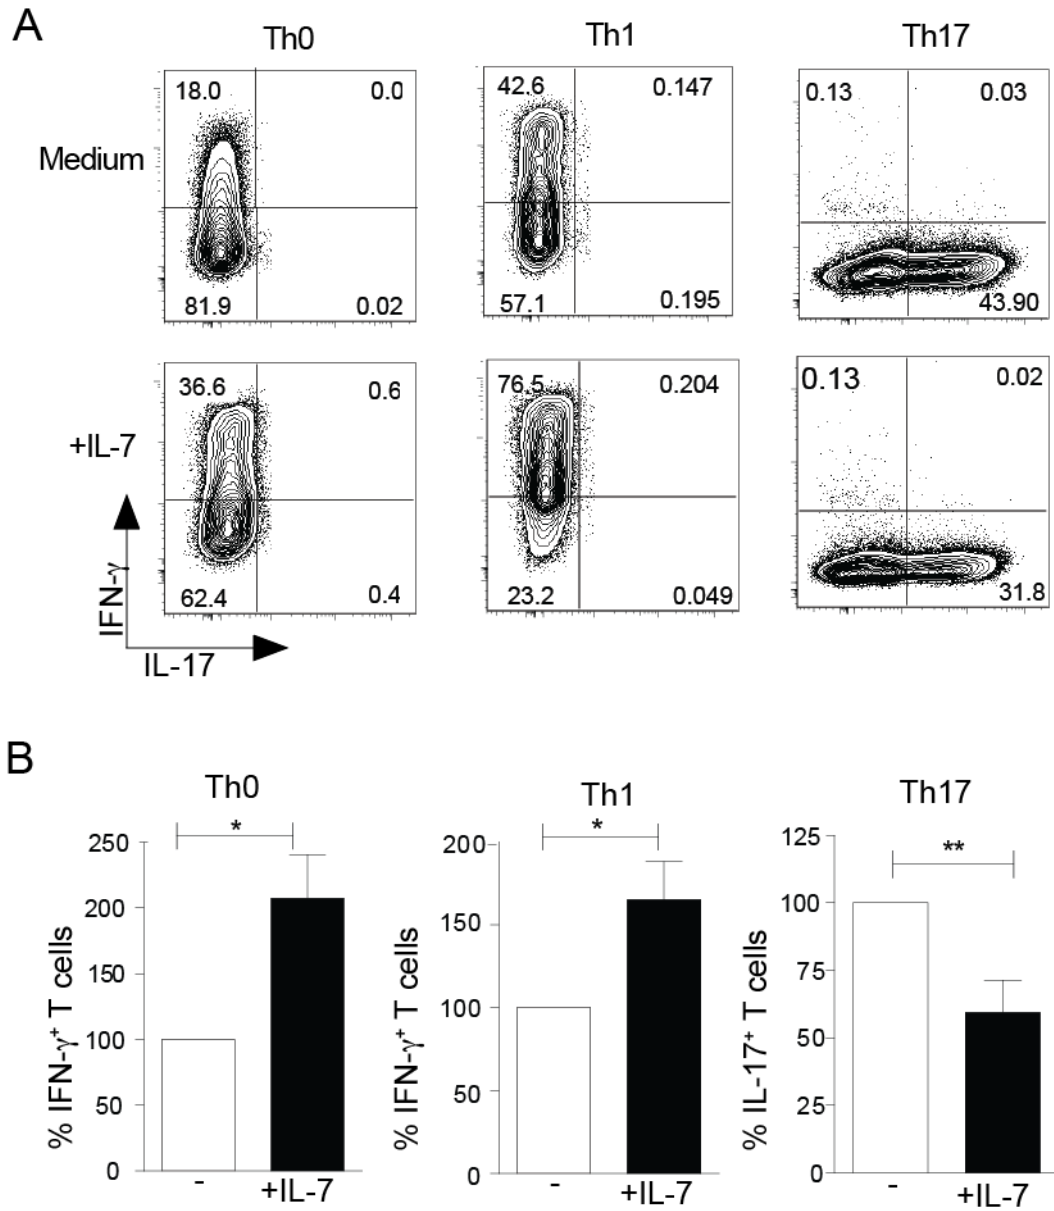 A
Th0
Th1
Th17
Medium
18.0
0.0
81.9
0.02
42.6
0.147
57.1
0.195
0.13
0.03
43.90
+IL-7
36.6
0.6
62.4
0.4
76.5
0.204
23.2
0.049
0.13
0.02
31.8
IFN-γ
IL-17
B
Th0
*
% IFN-γ+ T cells
250
200
150
100
50
0
-
+IL-7
Th1
*
% IFN-γ+ T cells
200
150
100
50
0
-
+IL-7
Th17
**
% IL-17+ T cells
125
100
75
50
25
0
-
+IL-7